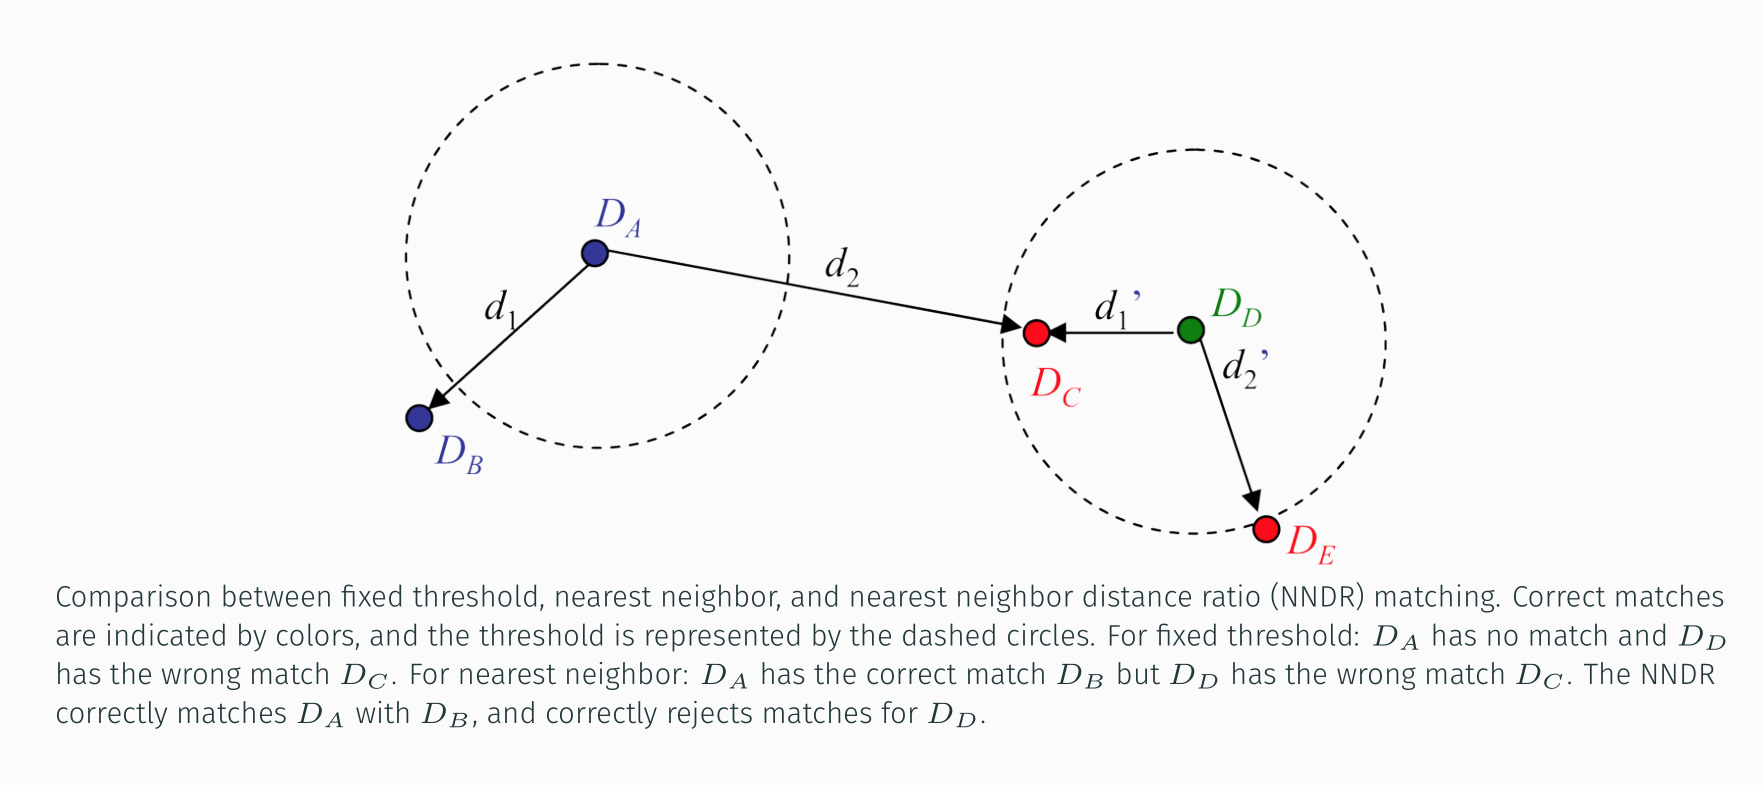 D_A
d_2
d_1
d_1’
D_D
d_2’
D_C
D_B
D_E
Comparison between fixed threshold, nearest neighbor, and nearest neighbor distance ratio (NNDR) matching. Correct matches
are indicated by colors, and the threshold is represented by the dashed circles. For fixed threshold: D_A has no match and D_D
has the wrong match D_C. For nearest neighbor: D_A has the correct match D_B but D_D has the wrong match D_C. The NNDR
correctly matches D_A with D_B, and correctly rejects matches for D_D.